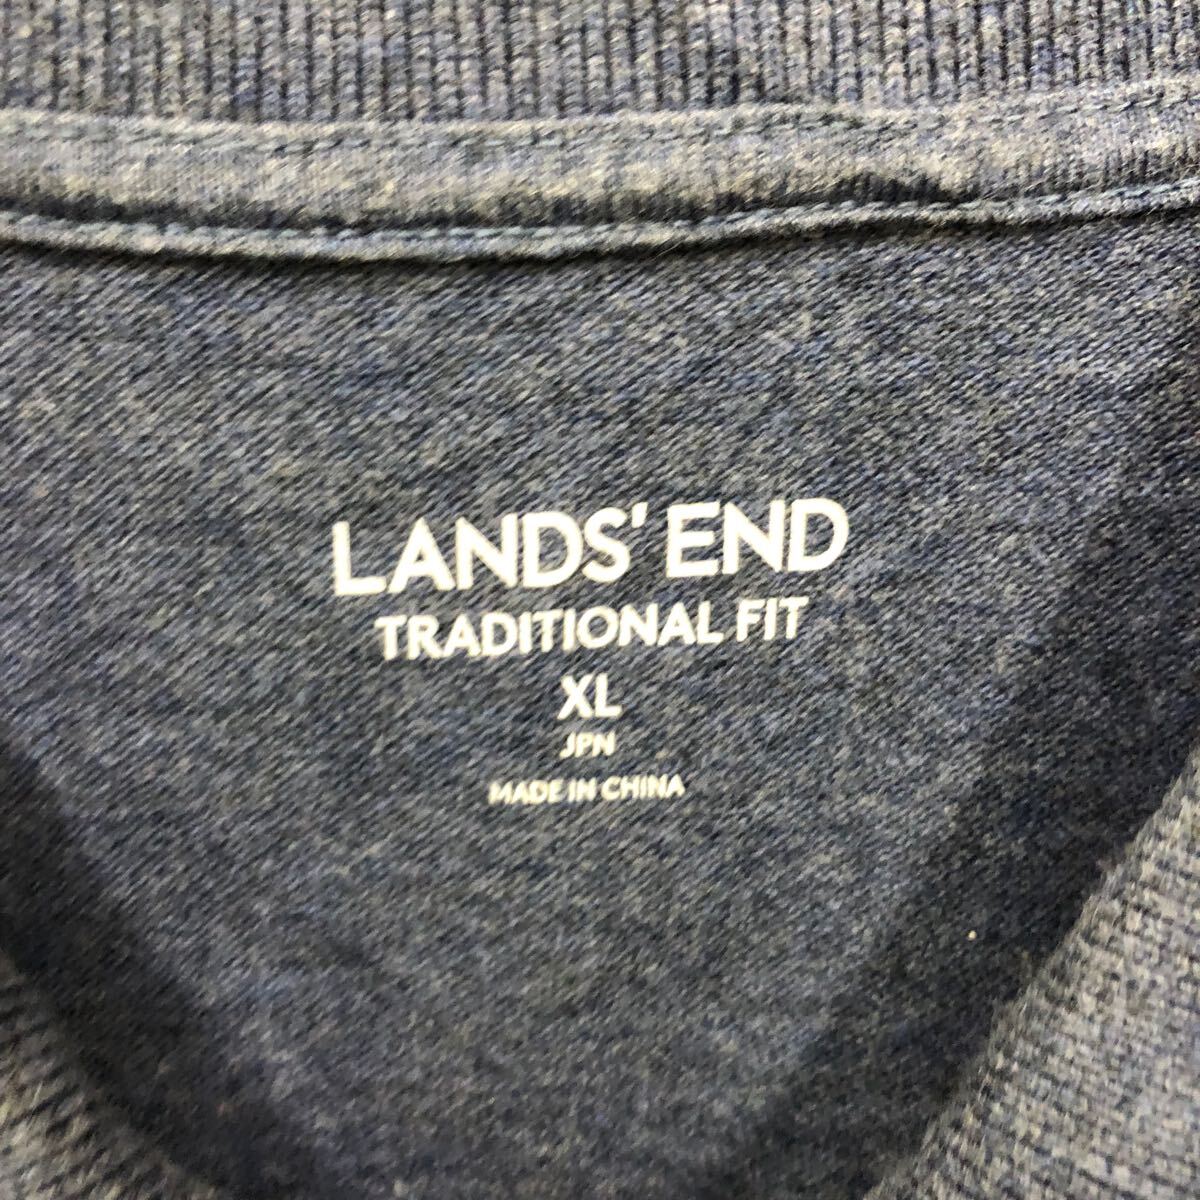 LANDS' END
TRADITIONAL FIT
XL
JPN
MADE IN CHINA